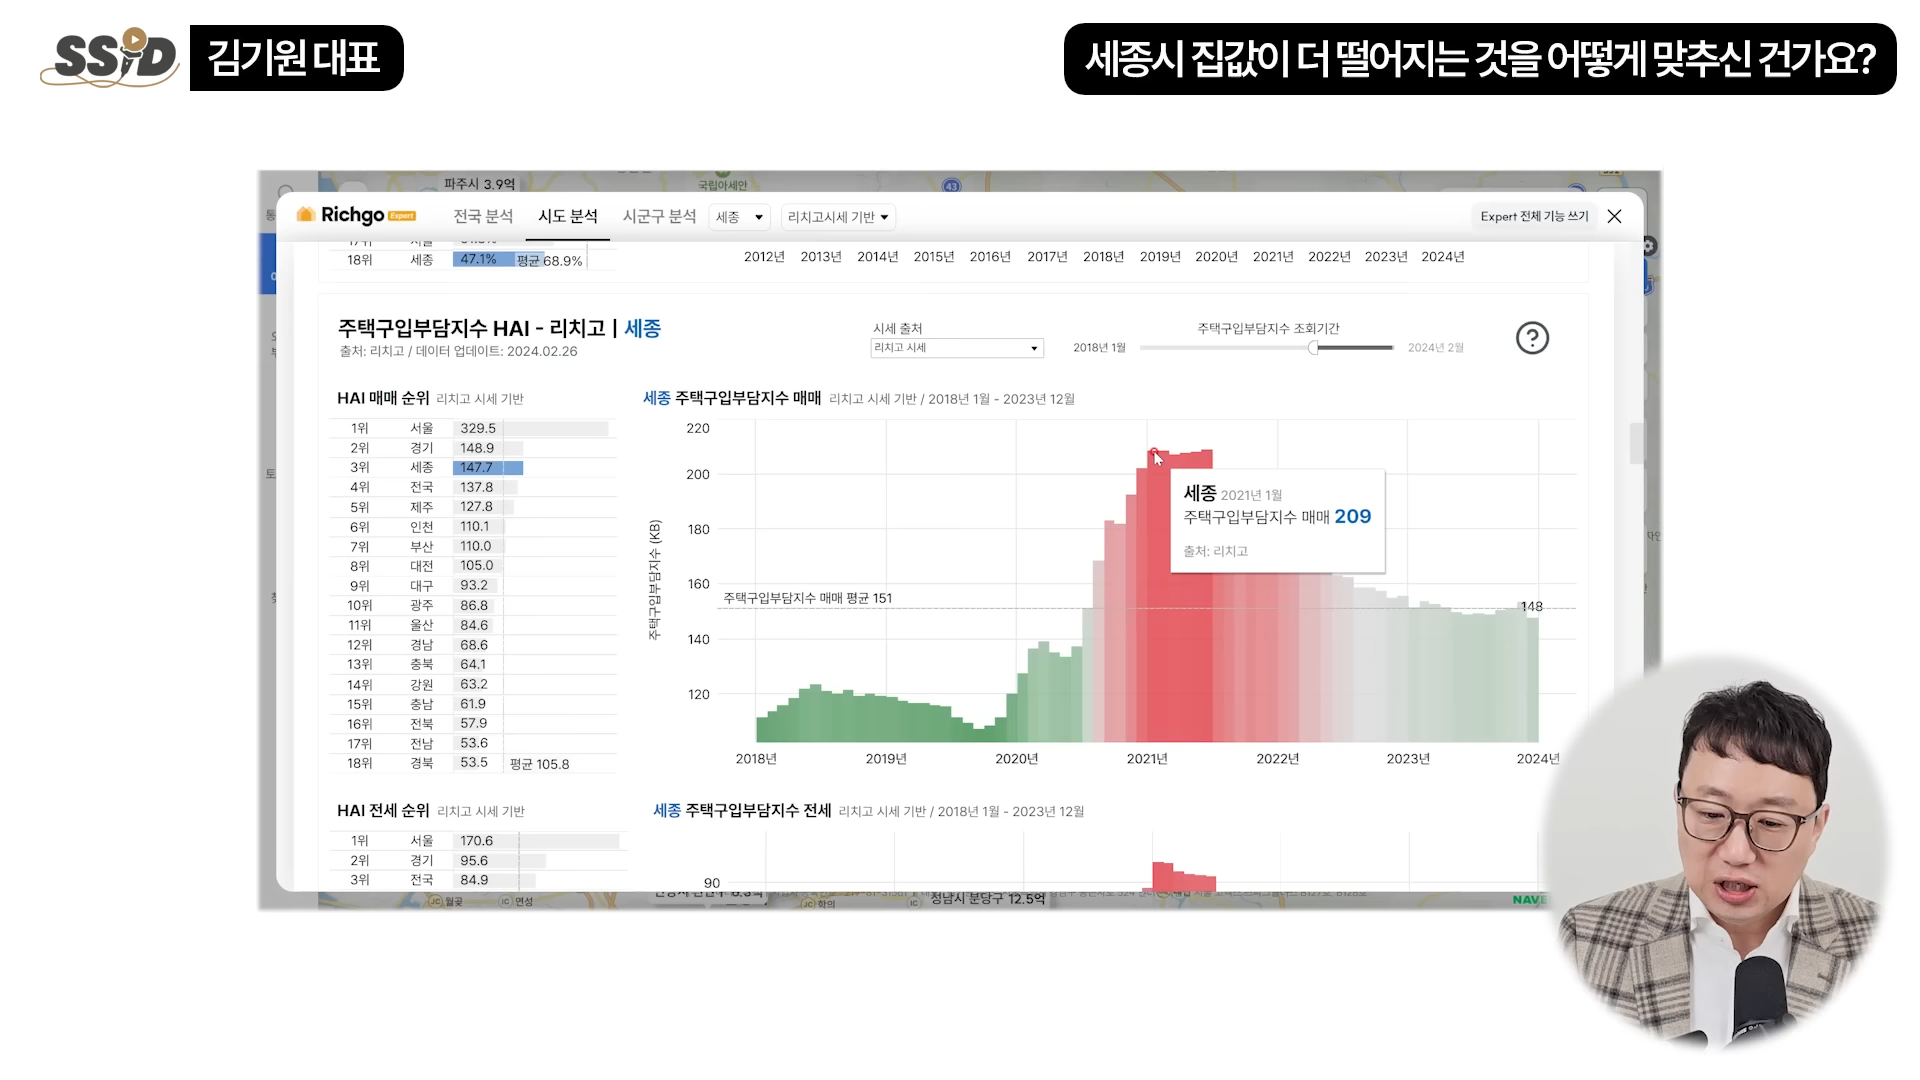 SSiD
김기원 대표
세종시 집값이 더 떨어지는 것을 어떻게 맞추신 건가요?
파주시 3.9억
국립아세안
43
Richgo Expert
전국 분석
시도 분석
시군구 분석
세종
리치고시세 기반
Expert 전체 기능 쓰기
18위 세종 47.1% 평균 68.9%
2012년 2013년 2014년 2015년 2016년 2017년 2018년 2019년 2020년 2021년 2022년 2023년 2024년
주택구입부담지수 HAI - 리치고 | 세종
출처: 리치고 / 데이터 업데이트: 2024.02.26
시세 출처
리치고 시세
주택구입부담지수 조회기간
2018년 1월
2024년 2월
?
HAI 매매 순위 리치고 시세 기반
1위 서울 329.5
2위 경기 148.9
3위 세종 147.7
4위 전국 137.8
5위 제주 127.8
6위 인천 110.1
7위 부산 110.0
8위 대전 105.0
9위 대구 93.2
10위 광주 86.8
11위 울산 84.6
12위 경남 68.6
13위 충북 64.1
14위 강원 63.2
15위 충남 61.9
16위 전북 57.9
17위 전남 53.6
18위 경북 53.5 평균 105.8
세종 주택구입부담지수 매매 리치고 시세 기반 / 2018년 1월 - 2023년 12월
주택구입부담지수 (KB)
220
200
180
160
140
120
주택구입부담지수 매매 평균 151
148
세종 2021년 1월
주택구입부담지수 매매 209
출처: 리치고
2018년 2019년 2020년 2021년 2022년 2023년 2024년
HAI 전세 순위 리치고 시세 기반
1위 서울 170.6
2위 경기 95.6
3위 전국 84.9
세종 주택구입부담지수 전세 리치고 시세 기반 / 2018년 1월 - 2023년 12월
90
JC 월곶
IC 연성
JC 학의
IC
성남시 분당구 12.5억
NAVE